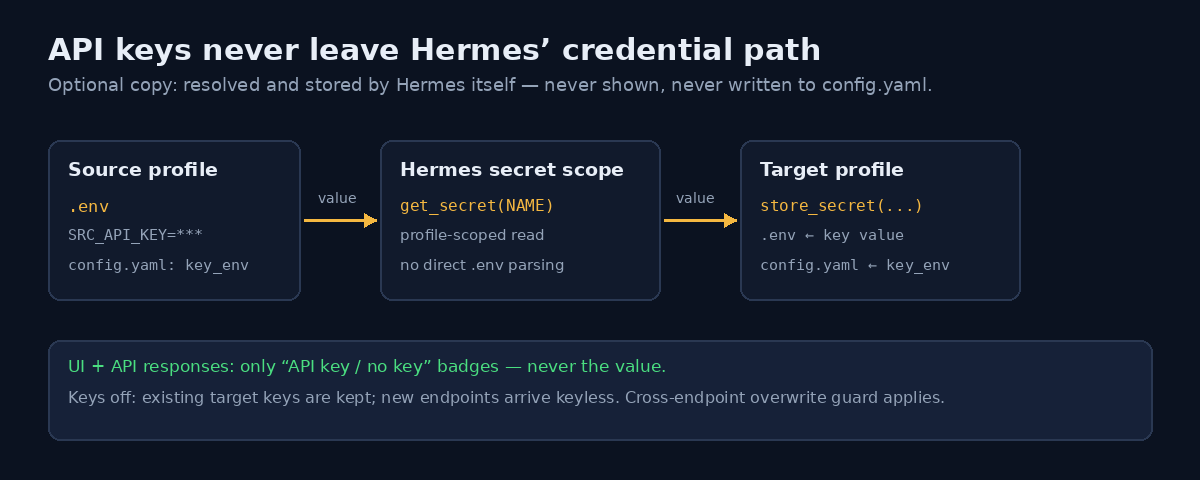 API keys never leave Hermes’ credential path
Optional copy: resolved and stored by Hermes itself — never shown, never written to config.yaml.
Source profile
.env
SRC_API_KEY=***
config.yaml: key_env
value
Hermes secret scope
get_secret(NAME)
profile-scoped read
no direct .env parsing
value
Target profile
store_secret(...)
.env ← key value
config.yaml ← key_env
UI + API responses: only “API key / no key” badges — never the value.
Keys off: existing target keys are kept; new endpoints arrive keyless. Cross-endpoint overwrite guard applies.